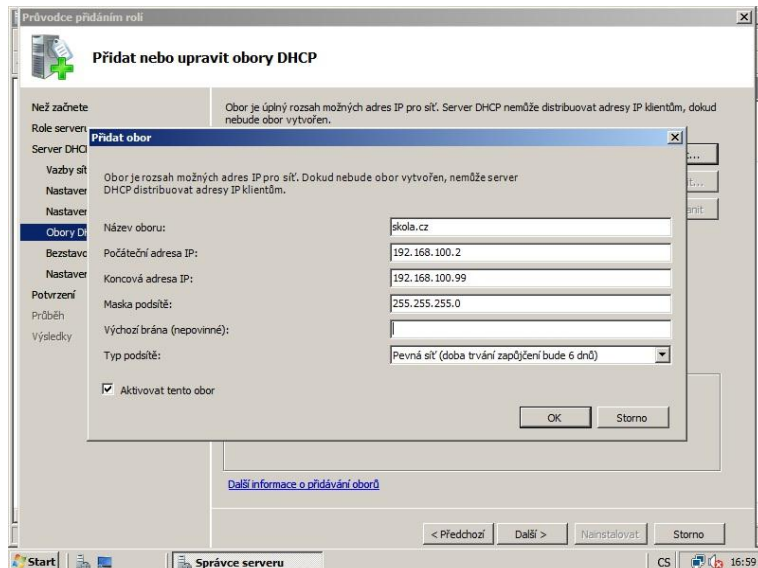 Průvodce přidáním rolí
Přidat nebo upravit obory DHCP
Než začnete
Role serveru
Server DHC
Vazby sít
Nastaver
Nastaver
Obory DH
Bezstavo
Nastaver
Potvrzení
Průběh
Výsledky
Obor je úplný rozsah možných adres IP pro síť. Server DHCP nemůže distribuovat adresy IP klientům, dokud
nebude obor vytvořen.
Přidat obor
Obor je rozsah možných adres IP pro síť. Dokud nebude obor vytvořen, nemůže server
DHCP distribuovat adresy IP klientům.
Název oboru: skola.cz
Počáteční adresa IP: 192.168.100.2
Koncová adresa IP: 192.168.100.99
Maska podsítě: 255.255.255.0
Výchozí brána (nepovinné):
Typ podsítě: Pevná síť (doba trvání zapůjčení bude 6 dnů)
Aktivovat tento obor
OK Storno
Další informace o přidávání oborů
< Předchozí Další > Nainstalovat Storno
Start Správce serveru CS 16:59